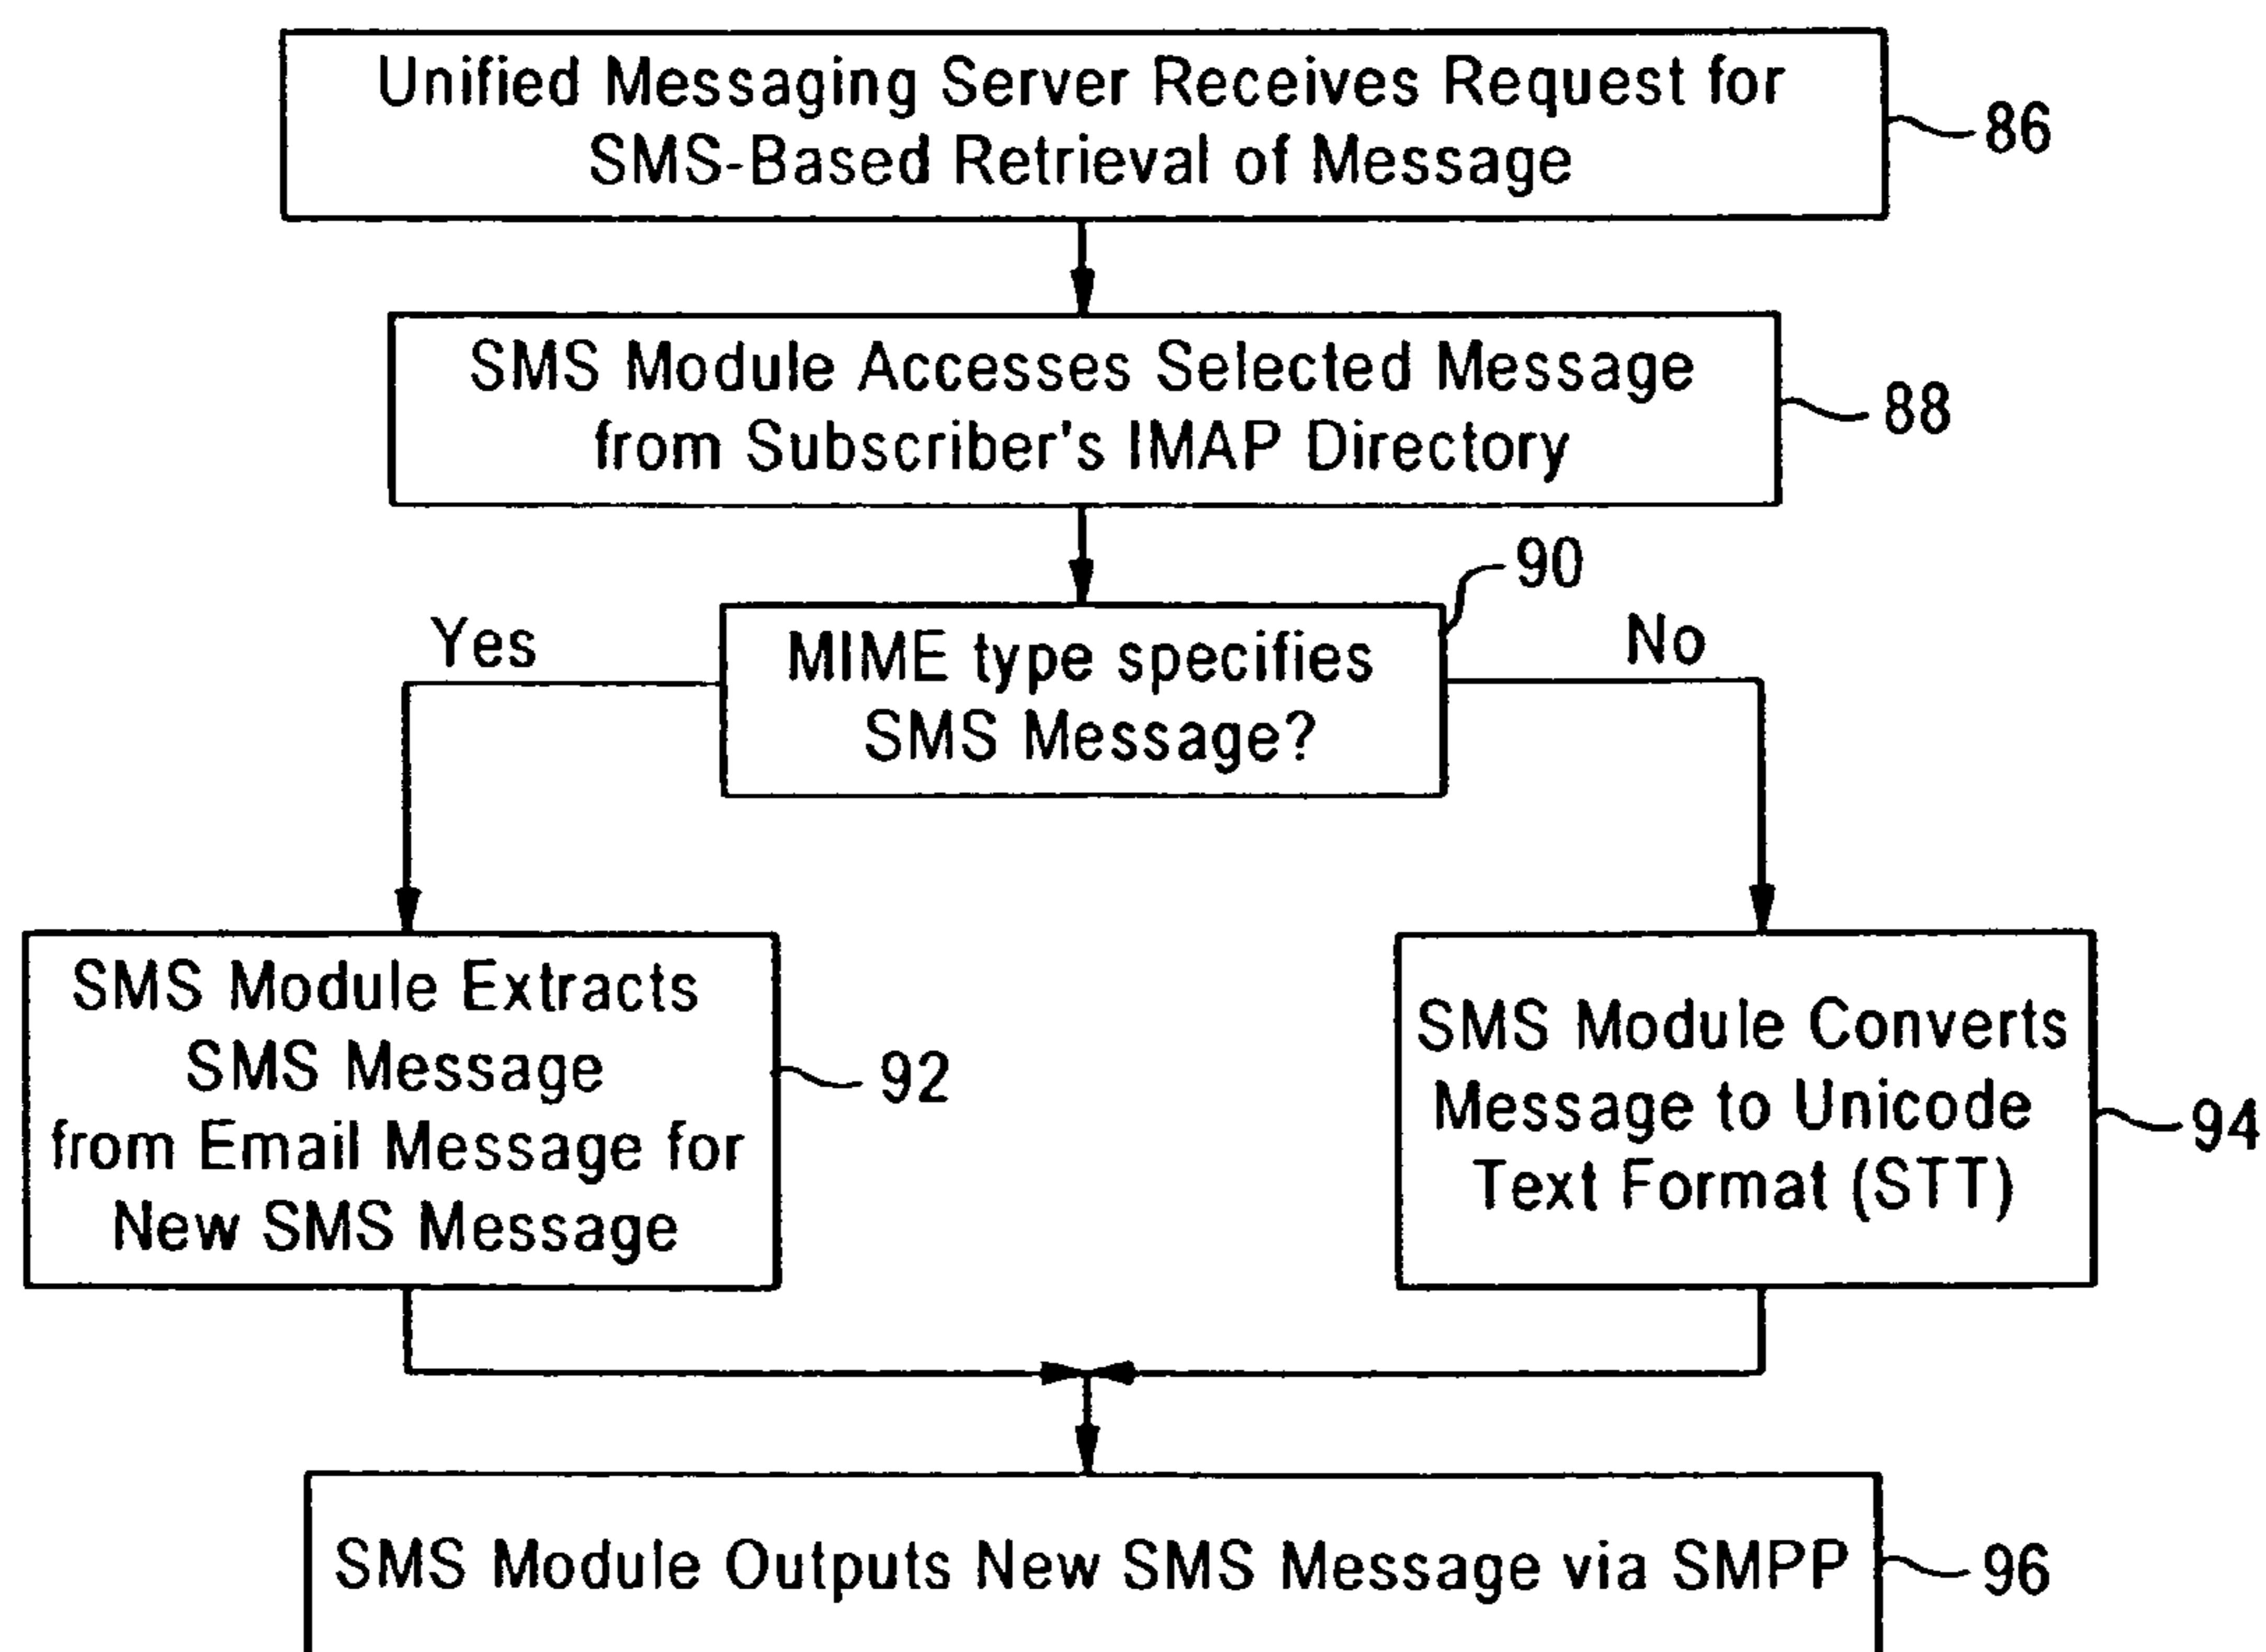 Unified Messaging Server Receives Request for
SMS-Based Retrieval of Message
86
SMS Module Accesses Selected Message
from Subscriber's IMAP Directory
88
90
Yes
MIME type specifies
SMS Message?
No
SMS Module Extracts
SMS Message
from Email Message for
New SMS Message
92
SMS Module Converts
Message to Unicode
Text Format (STT)
94
SMS Module Outputs New SMS Message via SMPP
96